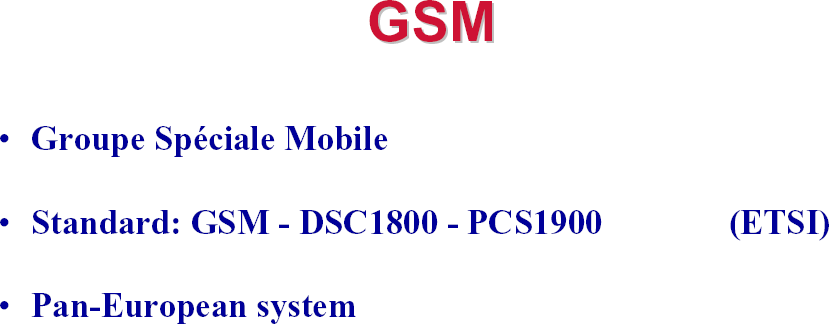 GSM
• Groupe Spéciale Mobile
• Standard: GSM - DSC1800 - PCS1900 (ETSI)
• Pan-European system